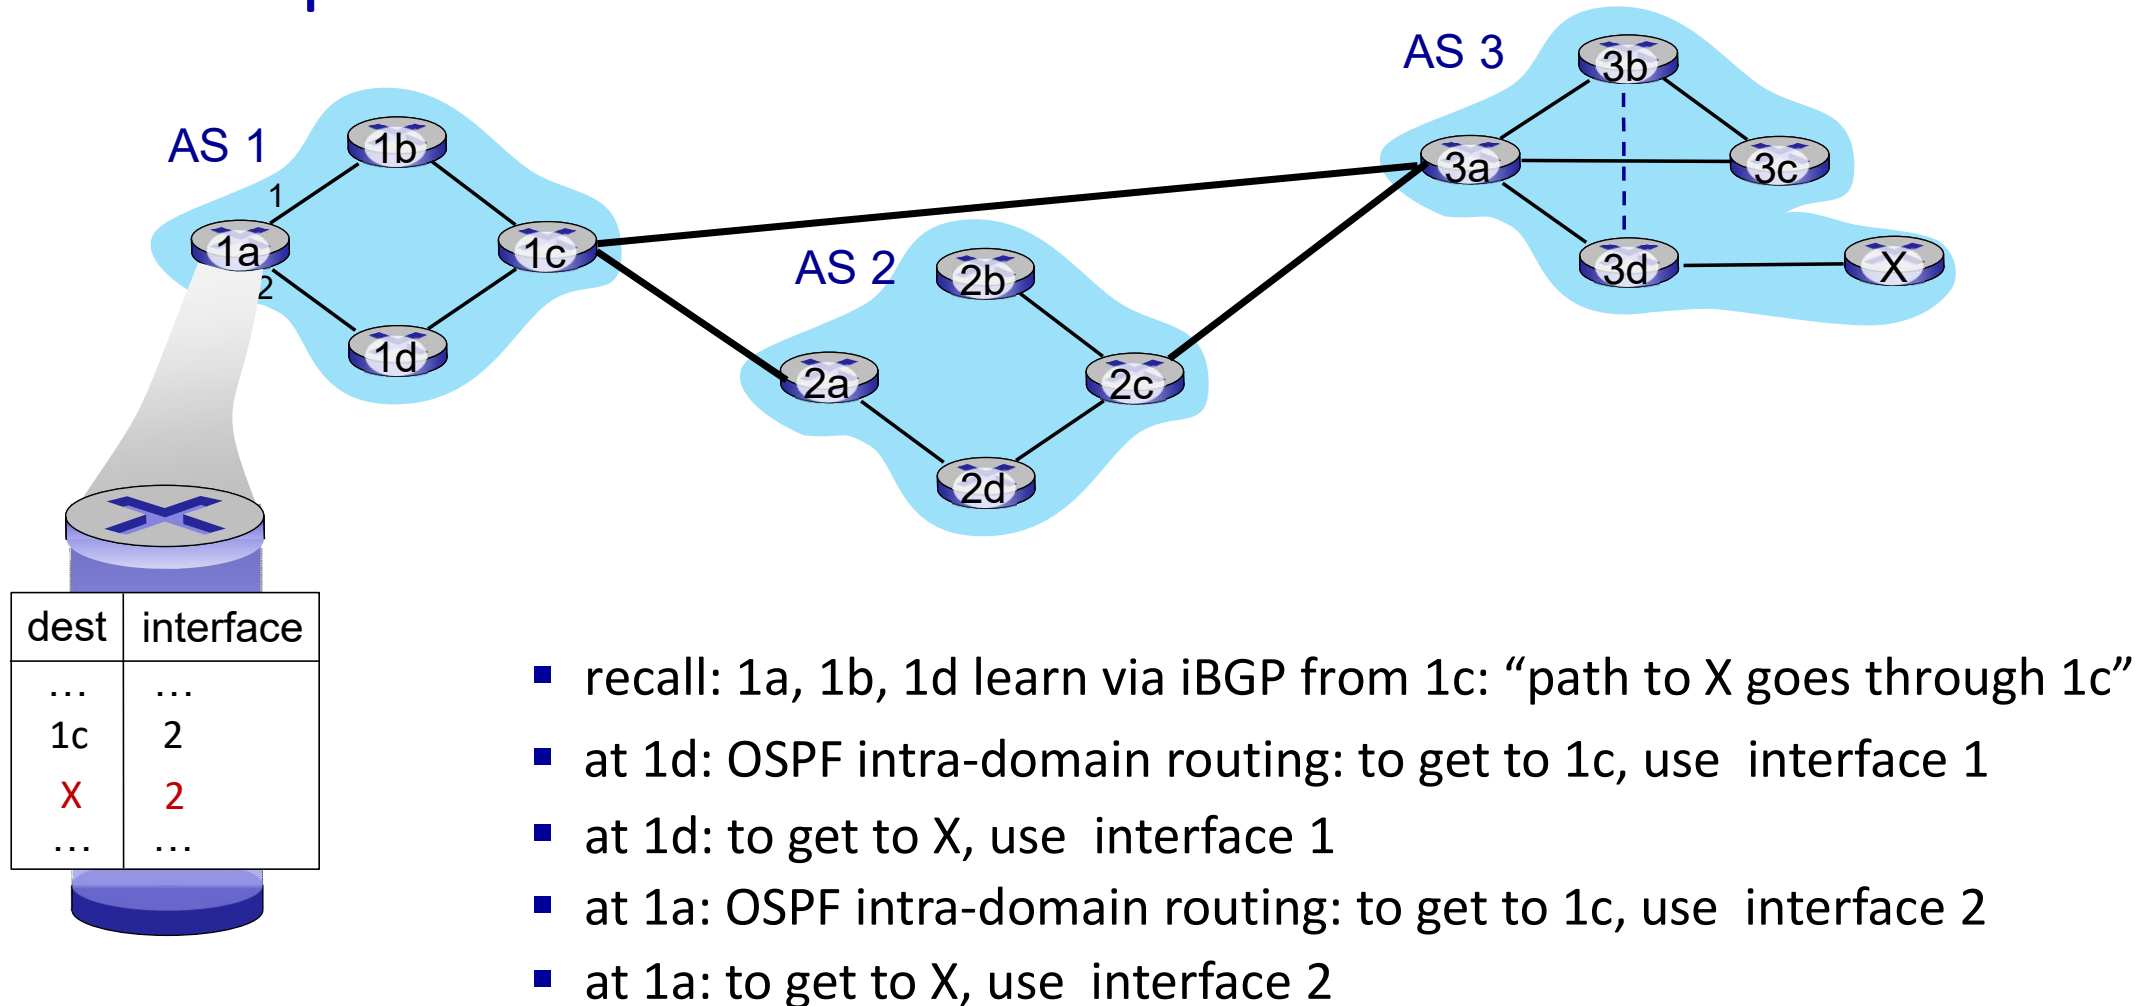 AS 3
3b
AS 1
1b
3a
3c
1
1a
1c
AS 2
2b
3d
X
2
1d
2a
2c
2d
dest interface
… …
1c 2
X 2
… …
▪ recall: 1a, 1b, 1d learn via iBGP from 1c: “path to X goes through 1c”
▪ at 1d: OSPF intra-domain routing: to get to 1c, use interface 1
▪ at 1d: to get to X, use interface 1
▪ at 1a: OSPF intra-domain routing: to get to 1c, use interface 2
▪ at 1a: to get to X, use interface 2